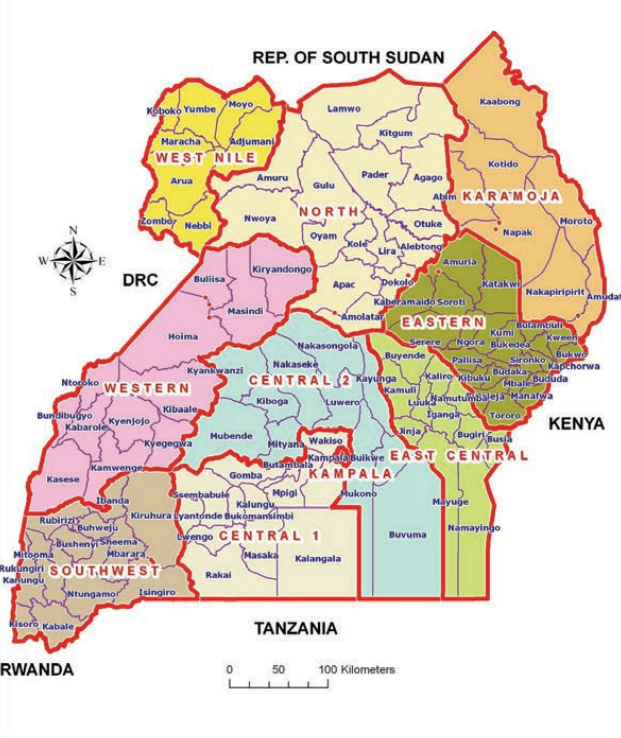 REP. OF SOUTH SUDAN
Kaabong
Koboko
Yumbe
Moyo
Lamwo
Kitgum
Maracha
Adjumani
WEST NILE
Kotido
Arua
Amuru
Gulu
Pader
Agago
Abim
KARAMOJA
Zombo
Nebbi
Nwoya
NORTH
Otuke
Moroto
Napak
Oyam
Kole
Lira
Alebtong
N
W
E
S
DRC
Buliisa
Kiryandongo
Amuria
Katakwi
Dokolo
Apac
Masindi
Kaberamaido
Soroti
Nakapiripirit
Amudat
Amolatar
EASTERN
Hoima
Bulambuli
Kween
Kumi
Bukedea
Serere
Ngora
Nakasongola
Buyende
Pallisa
Sironko
Bukwo
Kapchorwa
Kyankwanzi
Nakaseke
CENTRAL 2
Kayunga
Kaliro
Kibuku
Budaka
Bududa
Mbale
Ntoroko
WESTERN
Kamuli
Luuka
Namutumba
Manafwa
Kiboga
Luwero
Bundibugyo
Kabarole
Kyenjojo
Kibaale
Iganga
Tororo
KENYA
Kyegegwa
Mubende
Mityana
Wakiso
Jinja
Bugiri
Busia
Kampala
Buikwe
EAST CENTRAL
Butambala
Kamwenge
Kasese
Gomba
KAMPALA
Ibanda
Ssembabule
Mpigi
Mukono
Mayuge
Kiruhura
Lyantonde
Kalungu
Bukomansimbi
Rubirizi
Buhweju
Namayingo
Bushenyi
Sheema
Lwengo
CENTRAL 1
Buvuma
Mitooma
Mbarara
Masaka
Kalangala
Rukungiri
SOUTHWEST
Rakai
Kanungu
Ntungamo
Isingiro
Kisoro
Kabale
TANZANIA
RWANDA
0 50 100 Kilometers